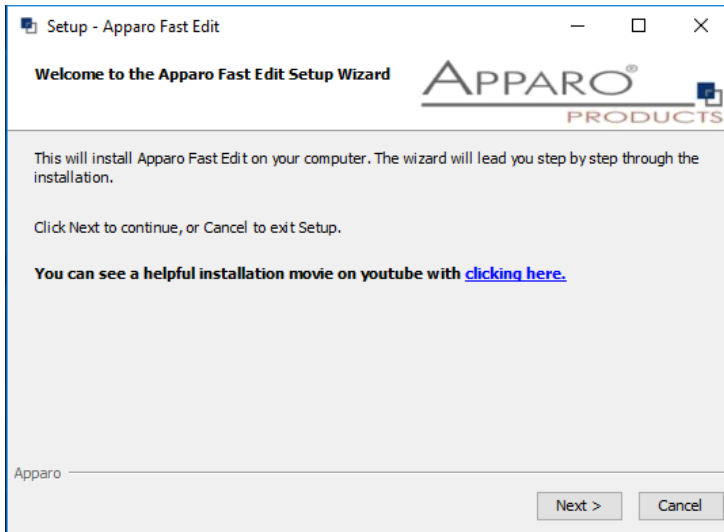 Setup - Apparo Fast Edit
Welcome to the Apparo Fast Edit Setup Wizard
APPARO®
PRODUCTS
This will install Apparo Fast Edit on your computer. The wizard will lead you step by step through the
installation.
Click Next to continue, or Cancel to exit Setup.
You can see a helpful installation movie on youtube with clicking here.
Apparo
Next >
Cancel